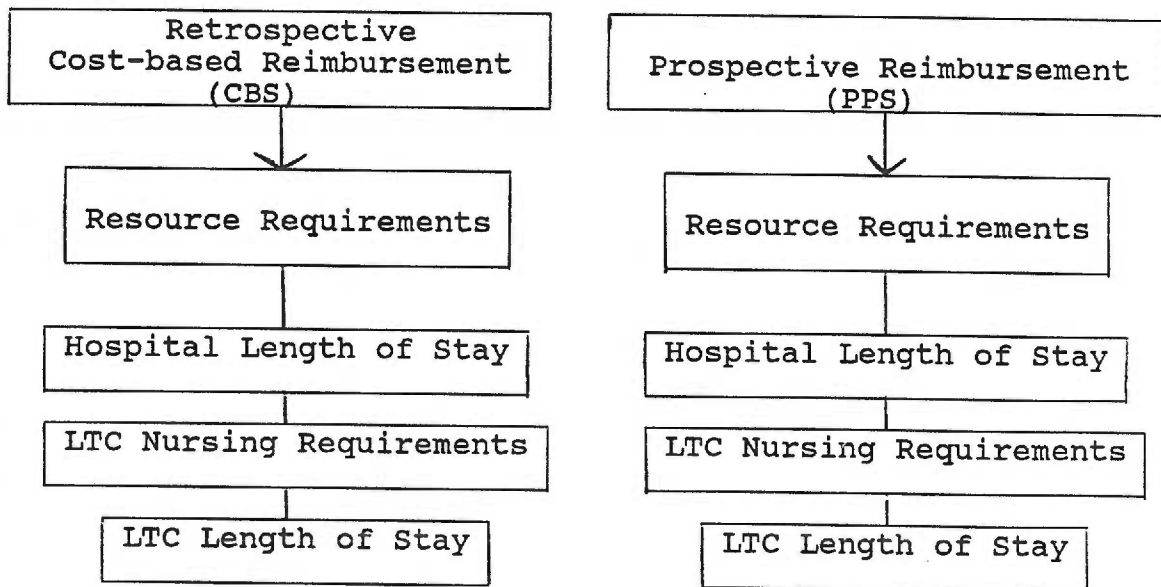 Retrospective
Cost-based Reimbursement
(CBS)
Resource Requirements
Hospital Length of Stay
LTC Nursing Requirements
LTC Length of Stay
Prospective Reimbursement
(PPS)
Resource Requirements
Hospital Length of Stay
LTC Nursing Requirements
LTC Length of Stay